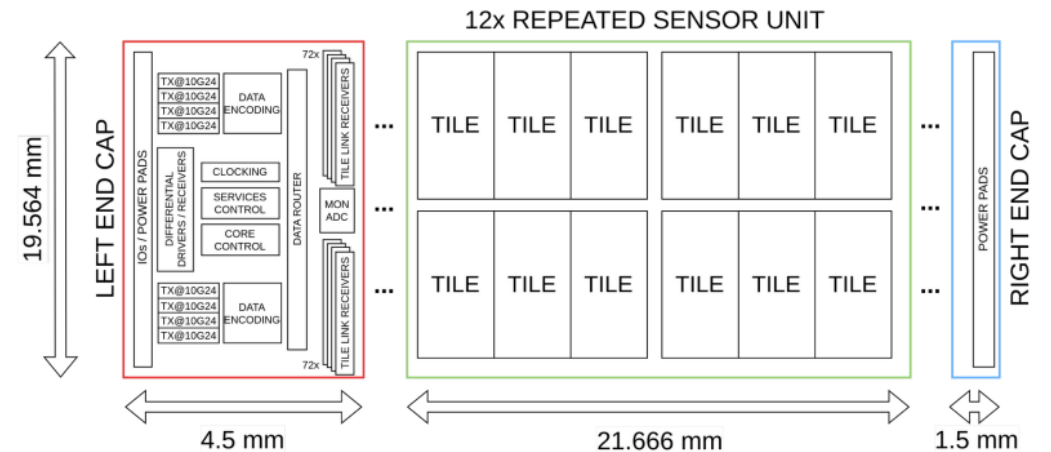 12x REPEATED SENSOR UNIT
19.564 mm
LEFT END CAP
IOs / POWER PADS
TX@10G24
TX@10G24
TX@10G24
TX@10G24
DATA
ENCODING
DIFFERENTIAL
DRIVERS / RECEIVERS
CLOCKING
SERVICES
CONTROL
CORE
CONTROL
TX@10G24
TX@10G24
TX@10G24
TX@10G24
DATA
ENCODING
DATA ROUTER
72x
TILE LINK RECEIVERS
MON
ADC
TILE LINK RECEIVERS
72x
... TILE TILE TILE TILE TILE TILE ...
... ...
... TILE TILE TILE TILE TILE TILE ...
POWER PADS
RIGHT END CAP
4.5 mm
21.666 mm
1.5 mm